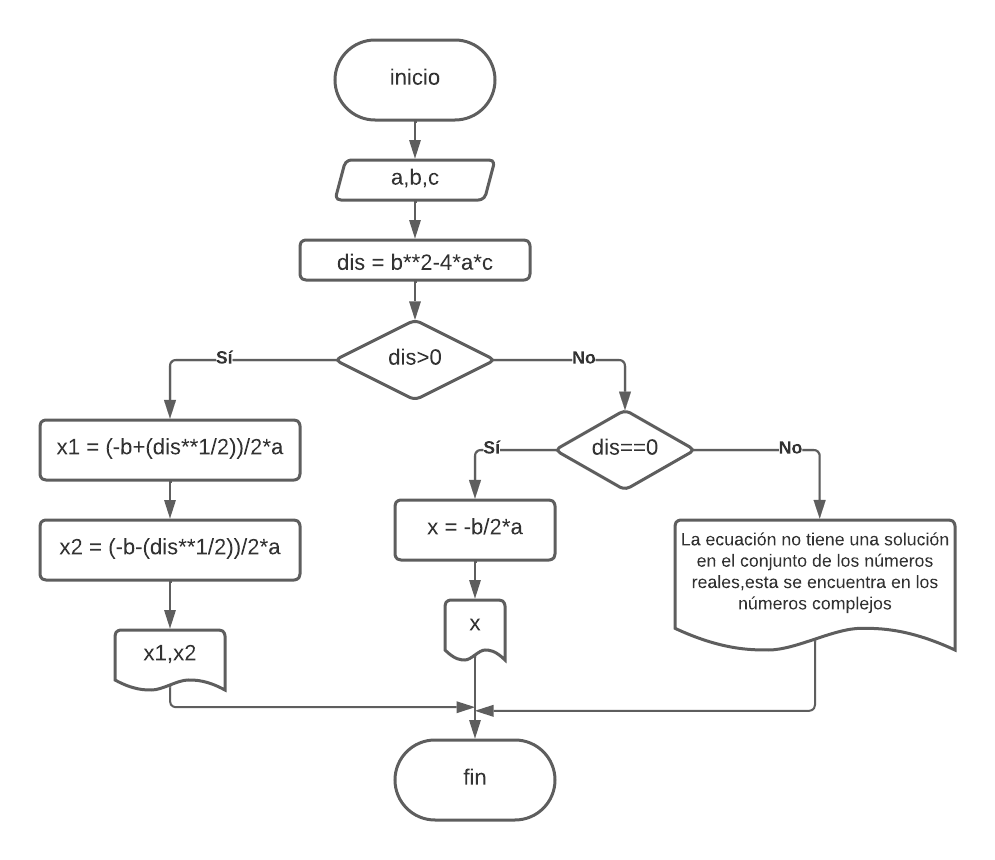 inicio
a,b,c
dis = b**2-4*a*c
dis>0
Sí
No
x1 = (-b+(dis**1/2))/2*a
x2 = (-b-(dis**1/2))/2*a
x1,x2
dis==0
Sí
No
x = -b/2*a
x
La ecuación no tiene una solución
en el conjunto de los números
reales,esta se encuentra en los
números complejos
fin